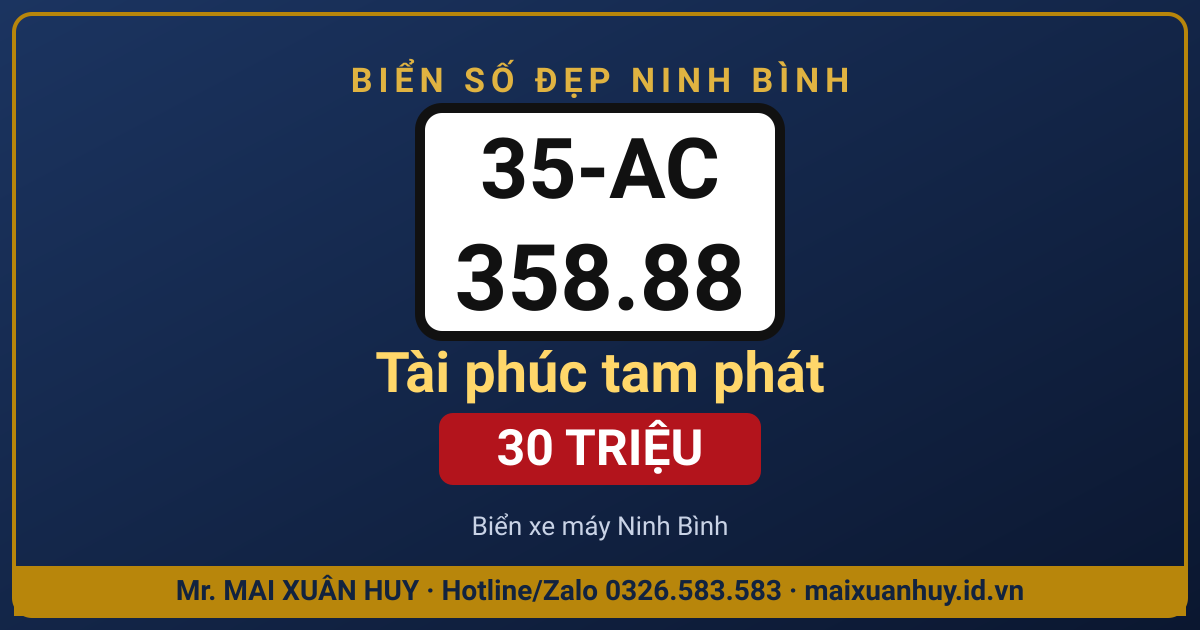 BIỂN SỐ ĐẸP NINH BÌNH
35-AC
358.88
Tài phúc tam phát
30 TRIỆU
Biển xe máy Ninh Bình
Mr. MAI XUÂN HUY · Hotline/Zalo 0326.583.583 · maixuanhuy.id.vn